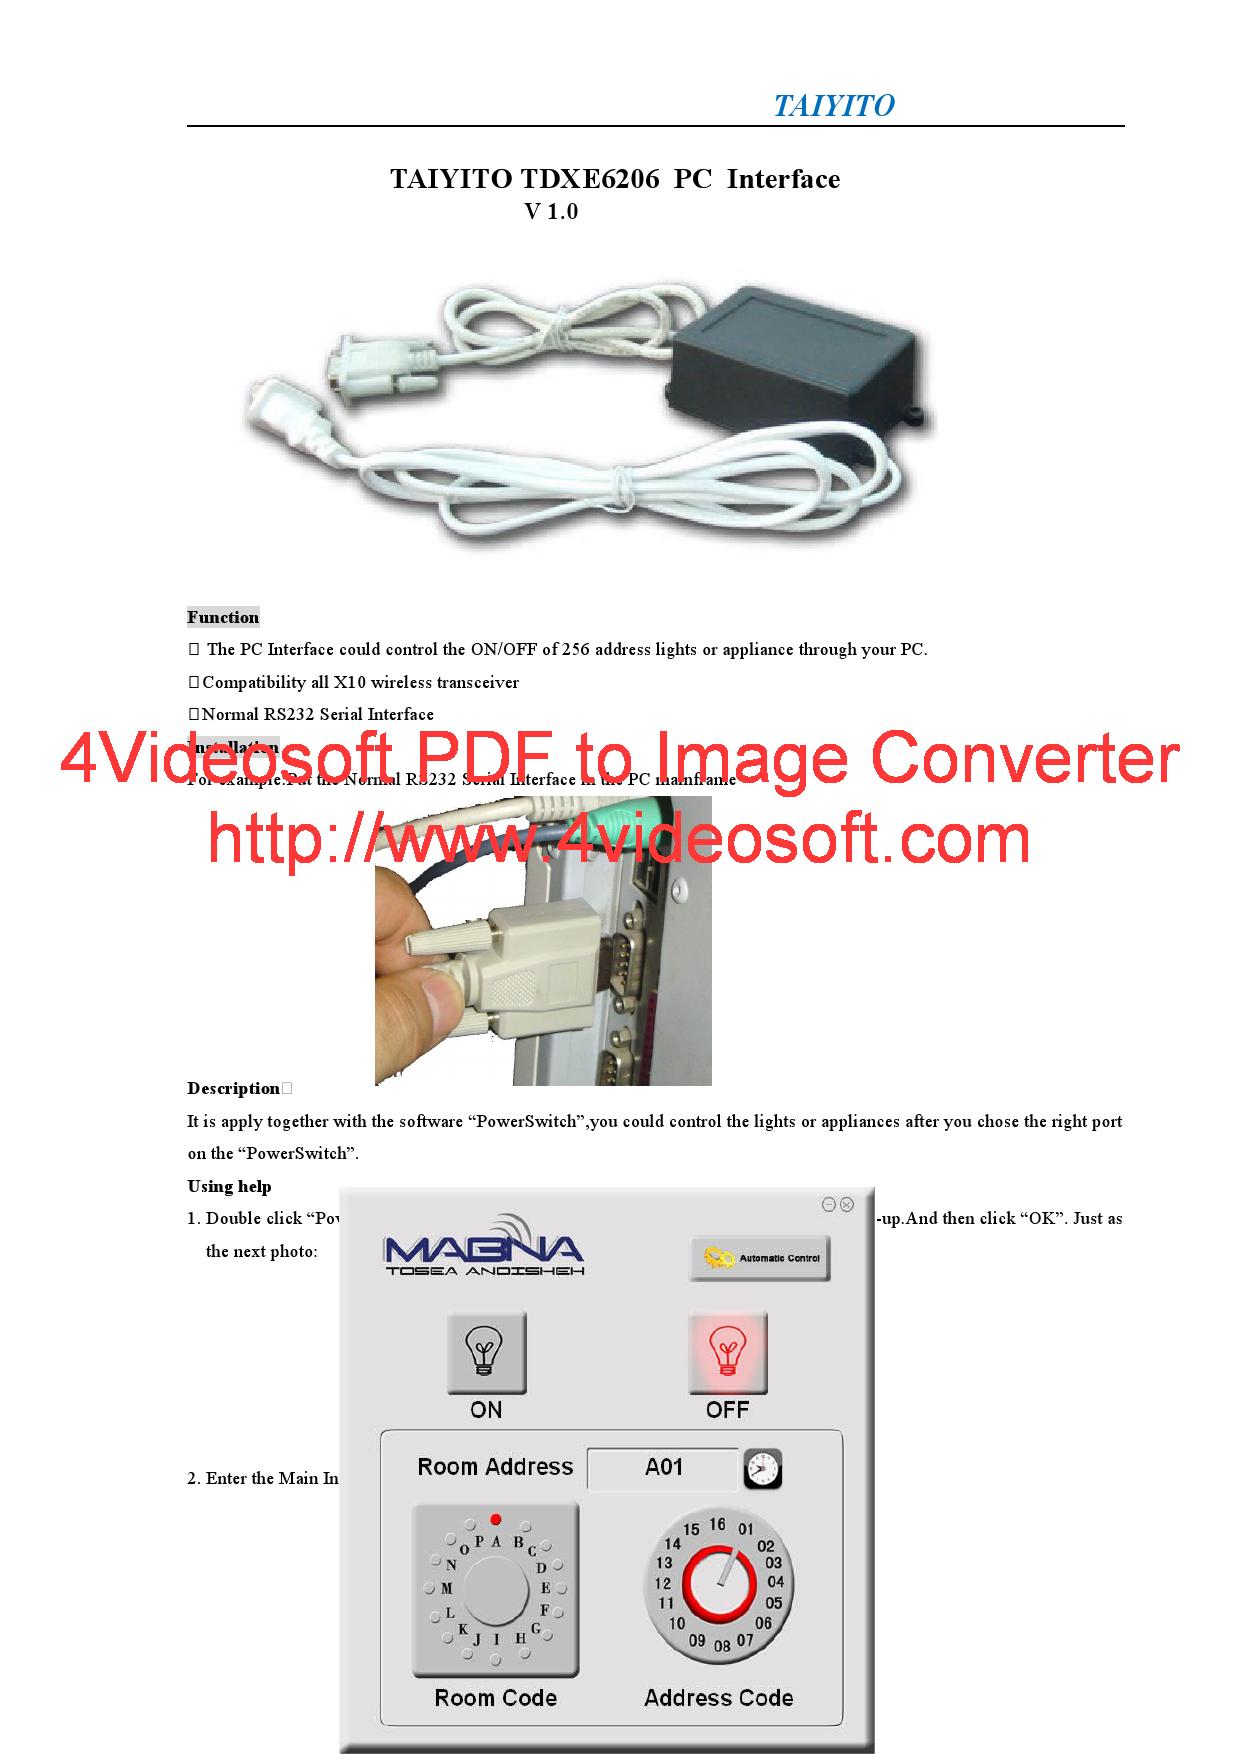 TAIYITO
TAIYITO TDXE6206 PC Interface
V 1.0
Function
The PC Interface could control the ON/OFF of 256 address lights or appliance through your PC.
Compatibility all X10 wireless transceiver
Normal RS232 Serial Interface
Installation
For example:Put the Normal RS232 Serial Interface in the PC mainframe
4Videosoft PDF to Image Converter
http://www.4videosoft.com
Description
It is apply together with the software “PowerSwitch”,you could control the lights or appliances after you chose the right port
on the “PowerSwitch”.
Using help
1. Double click -up.And then click “OK”. Just as
the next photo:
MAGNA
TOSEA ANDISHEH
Automatic Control
ON
OFF
Room Address
A01
2. Enter the Main In
P A B C D E F G H I J K L M N O
16 01 02 03 04 05 06 07 08 09 10 11 12 13 14 15
Room Code
Address Code